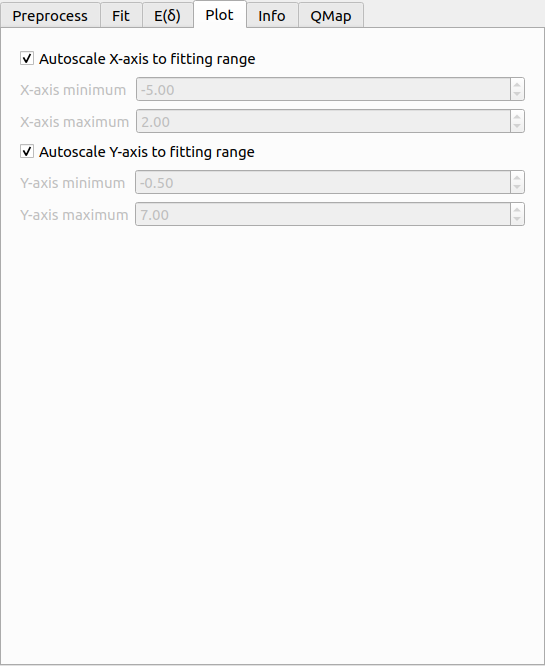 Preprocess Fit E(δ) Plot Info QMap
Autoscale X-axis to fitting range
X-axis minimum -5.00
X-axis maximum 2.00
Autoscale Y-axis to fitting range
Y-axis minimum -0.50
Y-axis maximum 7.00